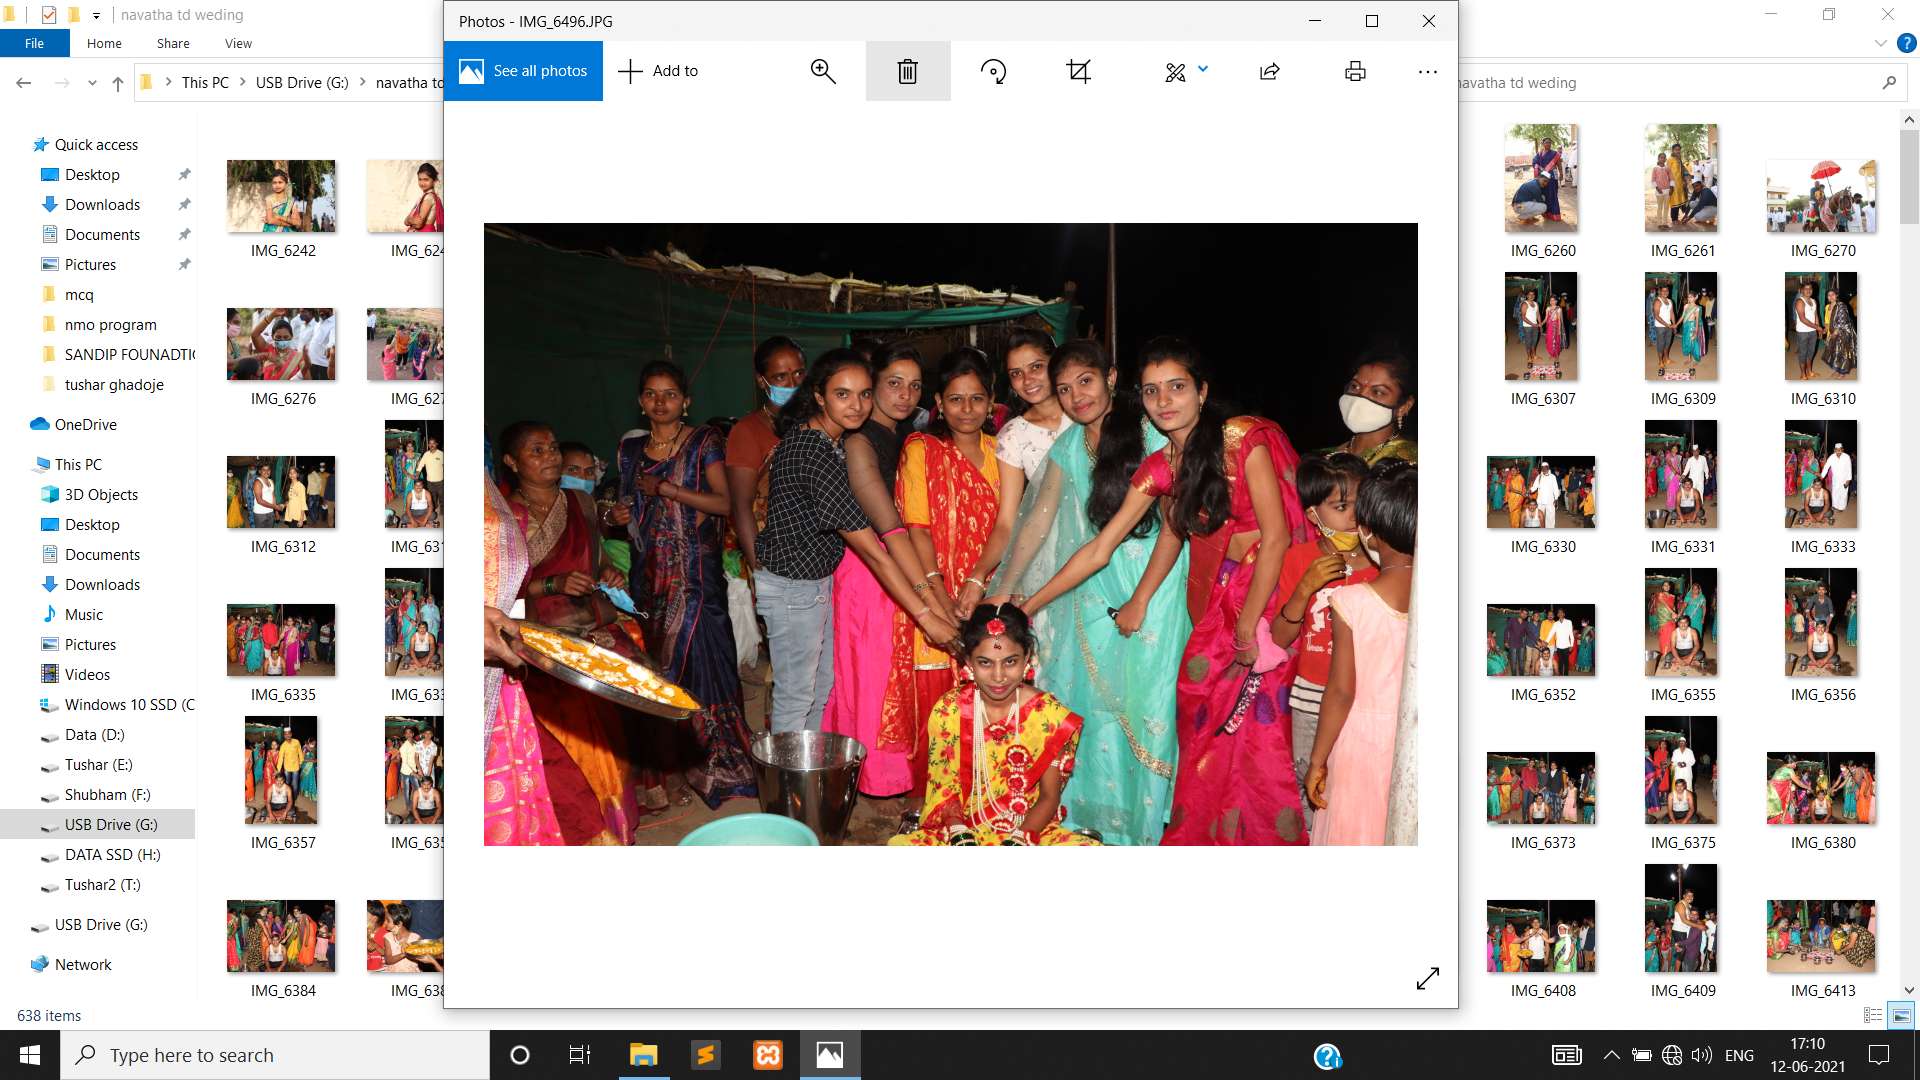 navatha td weding
File
Home
Share
View
This PC
USB Drive (G:)
navatha td
navatha td weding
Photos - IMG_6496.JPG
See all photos
Add to
Quick access
Desktop
Downloads
Documents
Pictures
mcq
nmo program
SANDIP FOUNADTI
tushar ghadoje
OneDrive
This PC
3D Objects
Desktop
Documents
Downloads
Music
Pictures
Videos
Windows 10 SSD (C
Data (D:)
Tushar (E:)
Shubham (F:)
USB Drive (G:)
DATA SSD (H:)
Tushar2 (T:)
USB Drive (G:)
Network
IMG_6242
IMG_624
IMG_6260
IMG_6261
IMG_6270
IMG_6276
IMG_627
IMG_6307
IMG_6309
IMG_6310
IMG_6312
IMG_631
IMG_6330
IMG_6331
IMG_6333
IMG_6335
IMG_633
IMG_6352
IMG_6355
IMG_6356
IMG_6357
IMG_635
IMG_6373
IMG_6375
IMG_6380
IMG_6384
IMG_638
IMG_6408
IMG_6409
IMG_6413
638 items
Type here to search
ENG
17:10
12-06-2021